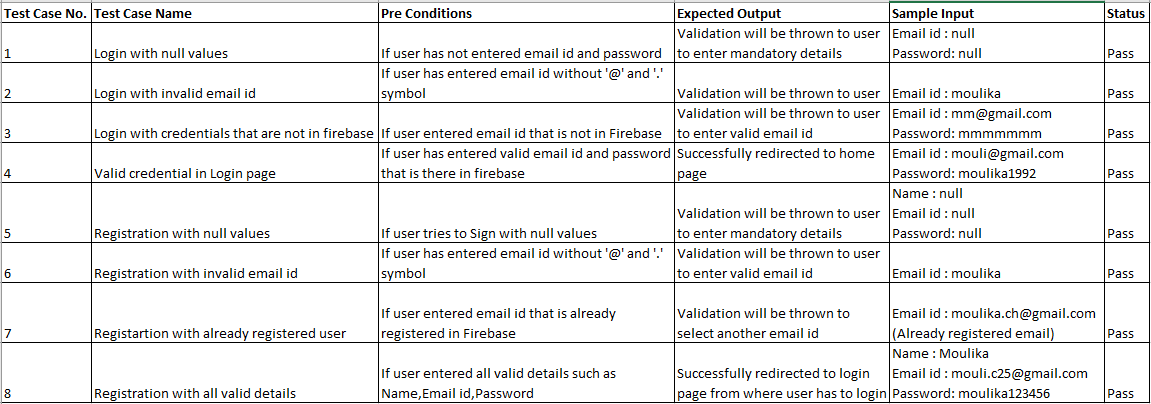 Test Case No. Test Case Name Pre Conditions Expected Output Sample Input Status
1 Login with null values If user has not entered email id and password Validation will be thrown to user
to enter mandatory details Email id : null
Password: null Pass
2 Login with invalid email id If user has entered email id without '@' and '.'
symbol Validation will be thrown to user Email id : moulika Pass
3 Login with credentials that are not in firebase If user entered email id that is not in Firebase Validation will be thrown to user
to enter valid email id Email id : mm@gmail.com
Password: mmmmmmm Pass
4 Valid credential in Login page If user has entered valid email id and password
that is there in firebase Successfully redirected to home
page Email id : mouli@gmail.com
Password: moulika1992 Pass
5 Registration with null values If user tries to Sign with null values Validation will be thrown to user
to enter mandatory details Name : null
Email id : null
Password: null Pass
6 Registration with invalid email id If user has entered email id without '@' and '.'
symbol Validation will be thrown to user
to enter valid email id Email id : moulika Pass
7 Registartion with already registered user If user entered email id that is already
registered in Firebase Validation will be thrown to
select another email id Email id : moulika.ch@gmail.com
(Already registered email) Pass
8 Registration with all valid details If user entered all valid details such as
Name,Email id,Password Successfully redirected to login
page from where user has to login Name : Moulika
Email id : mouli.c25@gmail.com
Password: moulika123456 Pass